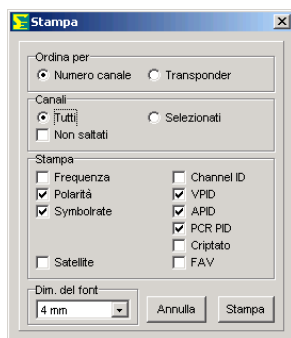 Stampa
Ordina per
Numero canale Transponder
Canali
Tutti Selezionati
Non saltati
Stampa
Frequenza Channel ID
Polarità VPID
Symbolrate APID
PCR PID
Criptato
Satellite FAV
Dim. del font
4 mm Annulla Stampa